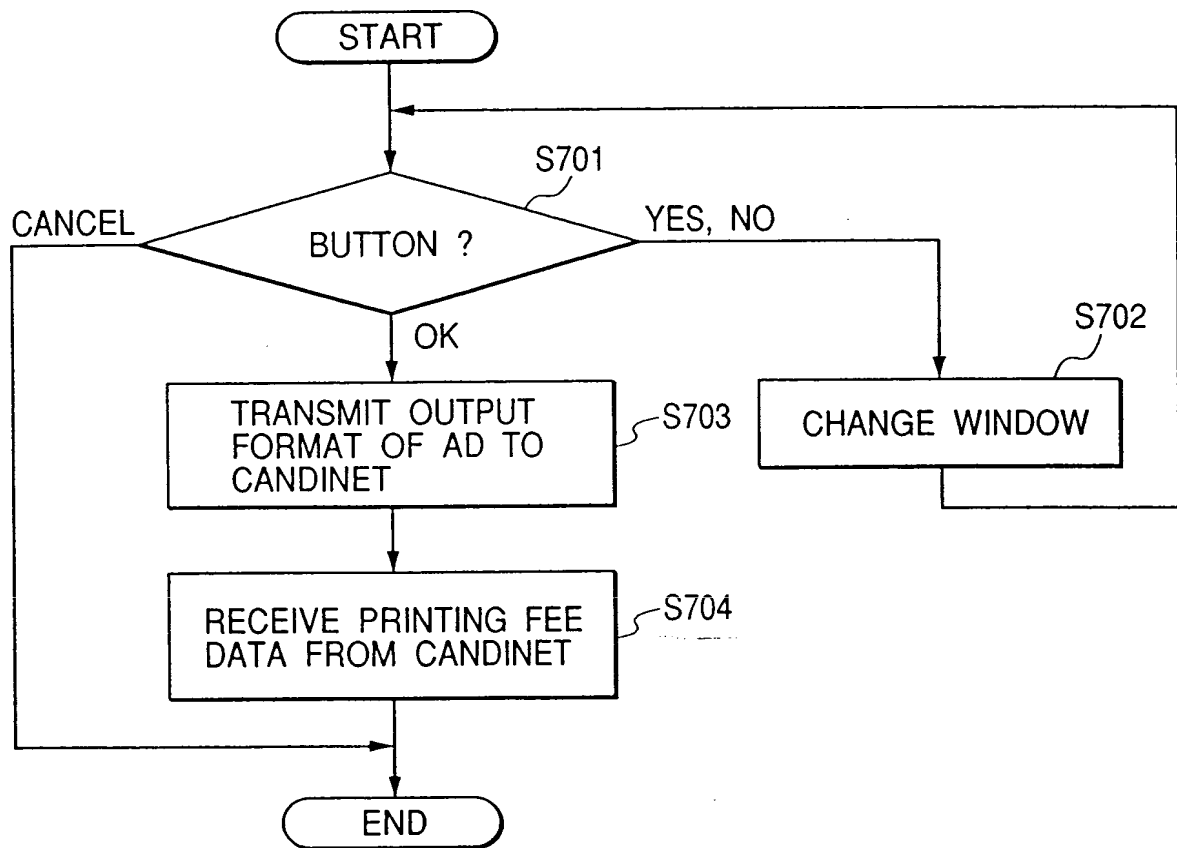 START
S701
CANCEL
YES, NO
BUTTON ?
OK
S702
TRANSMIT OUTPUT
FORMAT OF AD TO
CANDINET
S703
CHANGE WINDOW
RECEIVE PRINTING FEE
DATA FROM CANDINET
S704
END